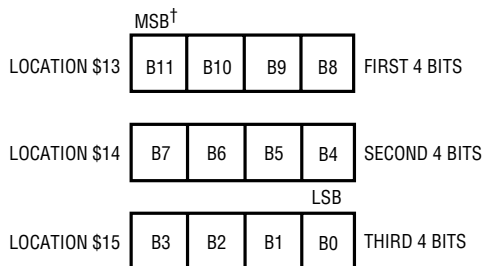 MSB†
LOCATION $13 B11 B10 B9 B8 FIRST 4 BITS
LOCATION $14 B7 B6 B5 B4 SECOND 4 BITS
LSB
LOCATION $15 B3 B2 B1 B0 THIRD 4 BITS